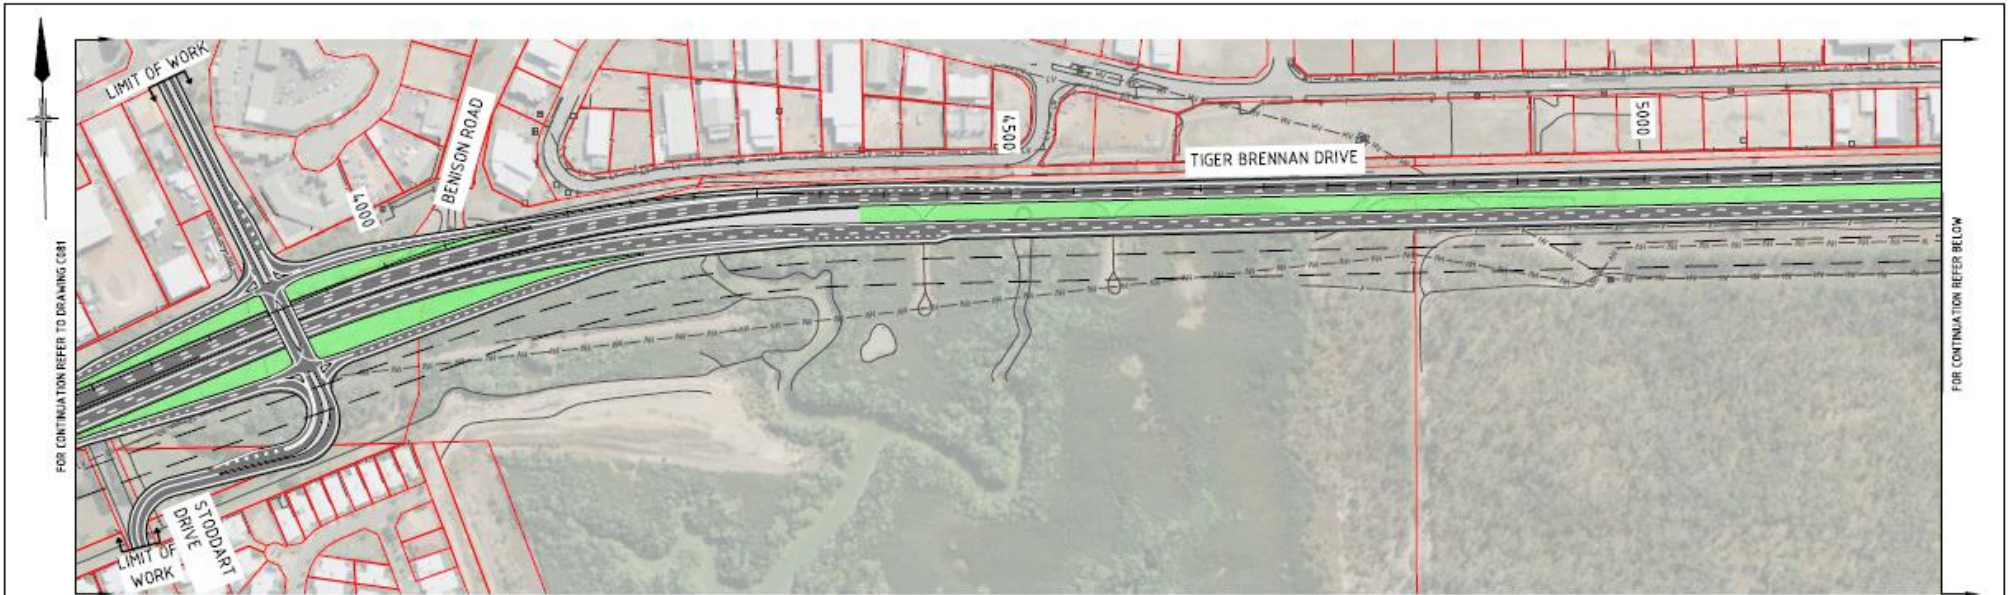 LIMIT OF WORK
BENISON ROAD
4000
4500
TIGER BRENNAN DRIVE
5000
FOR CONTINUATION REFER TO DRAWING C081
FOR CONTINUATION REFER BELOW
STODDART
DRIVE
LIMIT OF
WORK